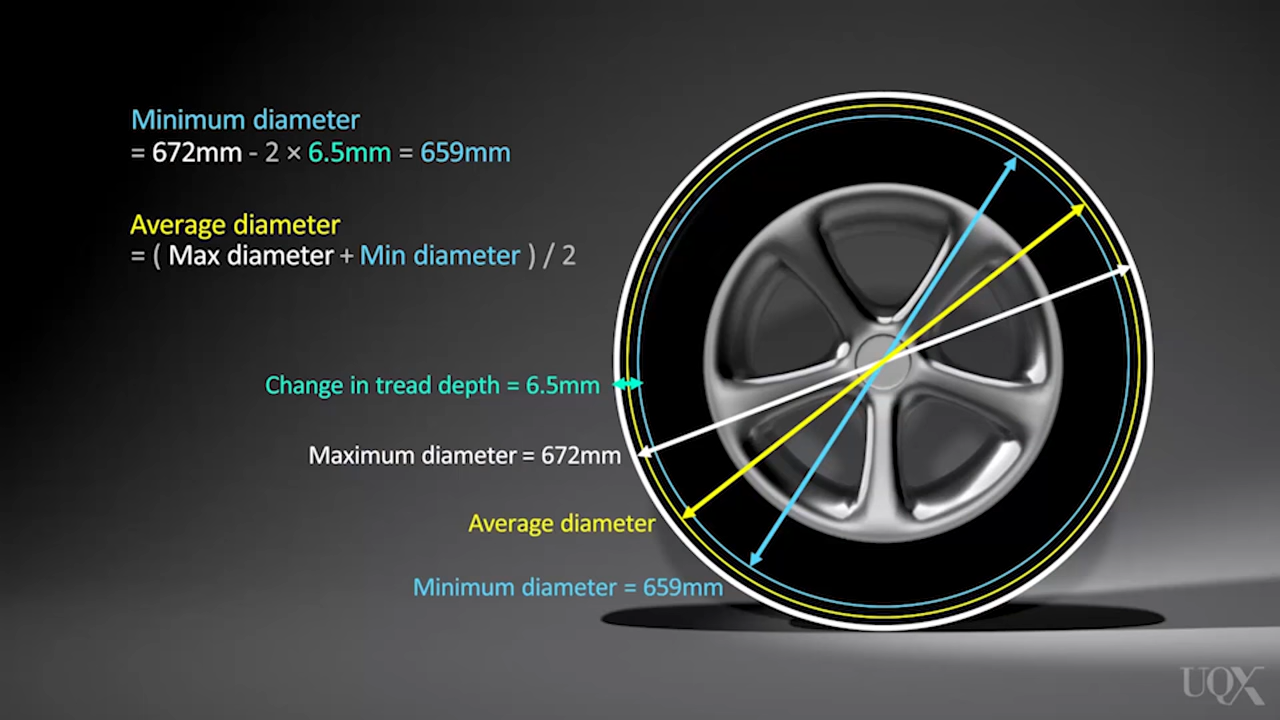 Minimum diameter
= 672mm - 2 × 6.5mm = 659mm
Average diameter
= ( Max diameter + Min diameter ) / 2
Change in tread depth = 6.5mm
Maximum diameter = 672mm
Average diameter
Minimum diameter = 659mm
UQX